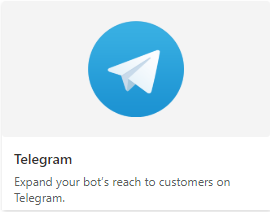 Telegram
Expand your bot's reach to customers on
Telegram.